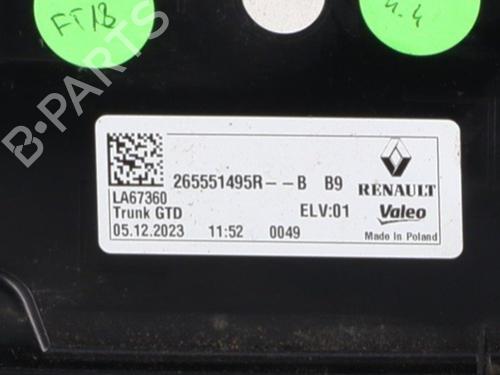 FT/B
4.4
B-PARTS
265551495R--B B9
LA67360
Trunk GTD
05.12.2023 11:52 0049
ELV:01
RENAULT
Valeo
Made in Poland